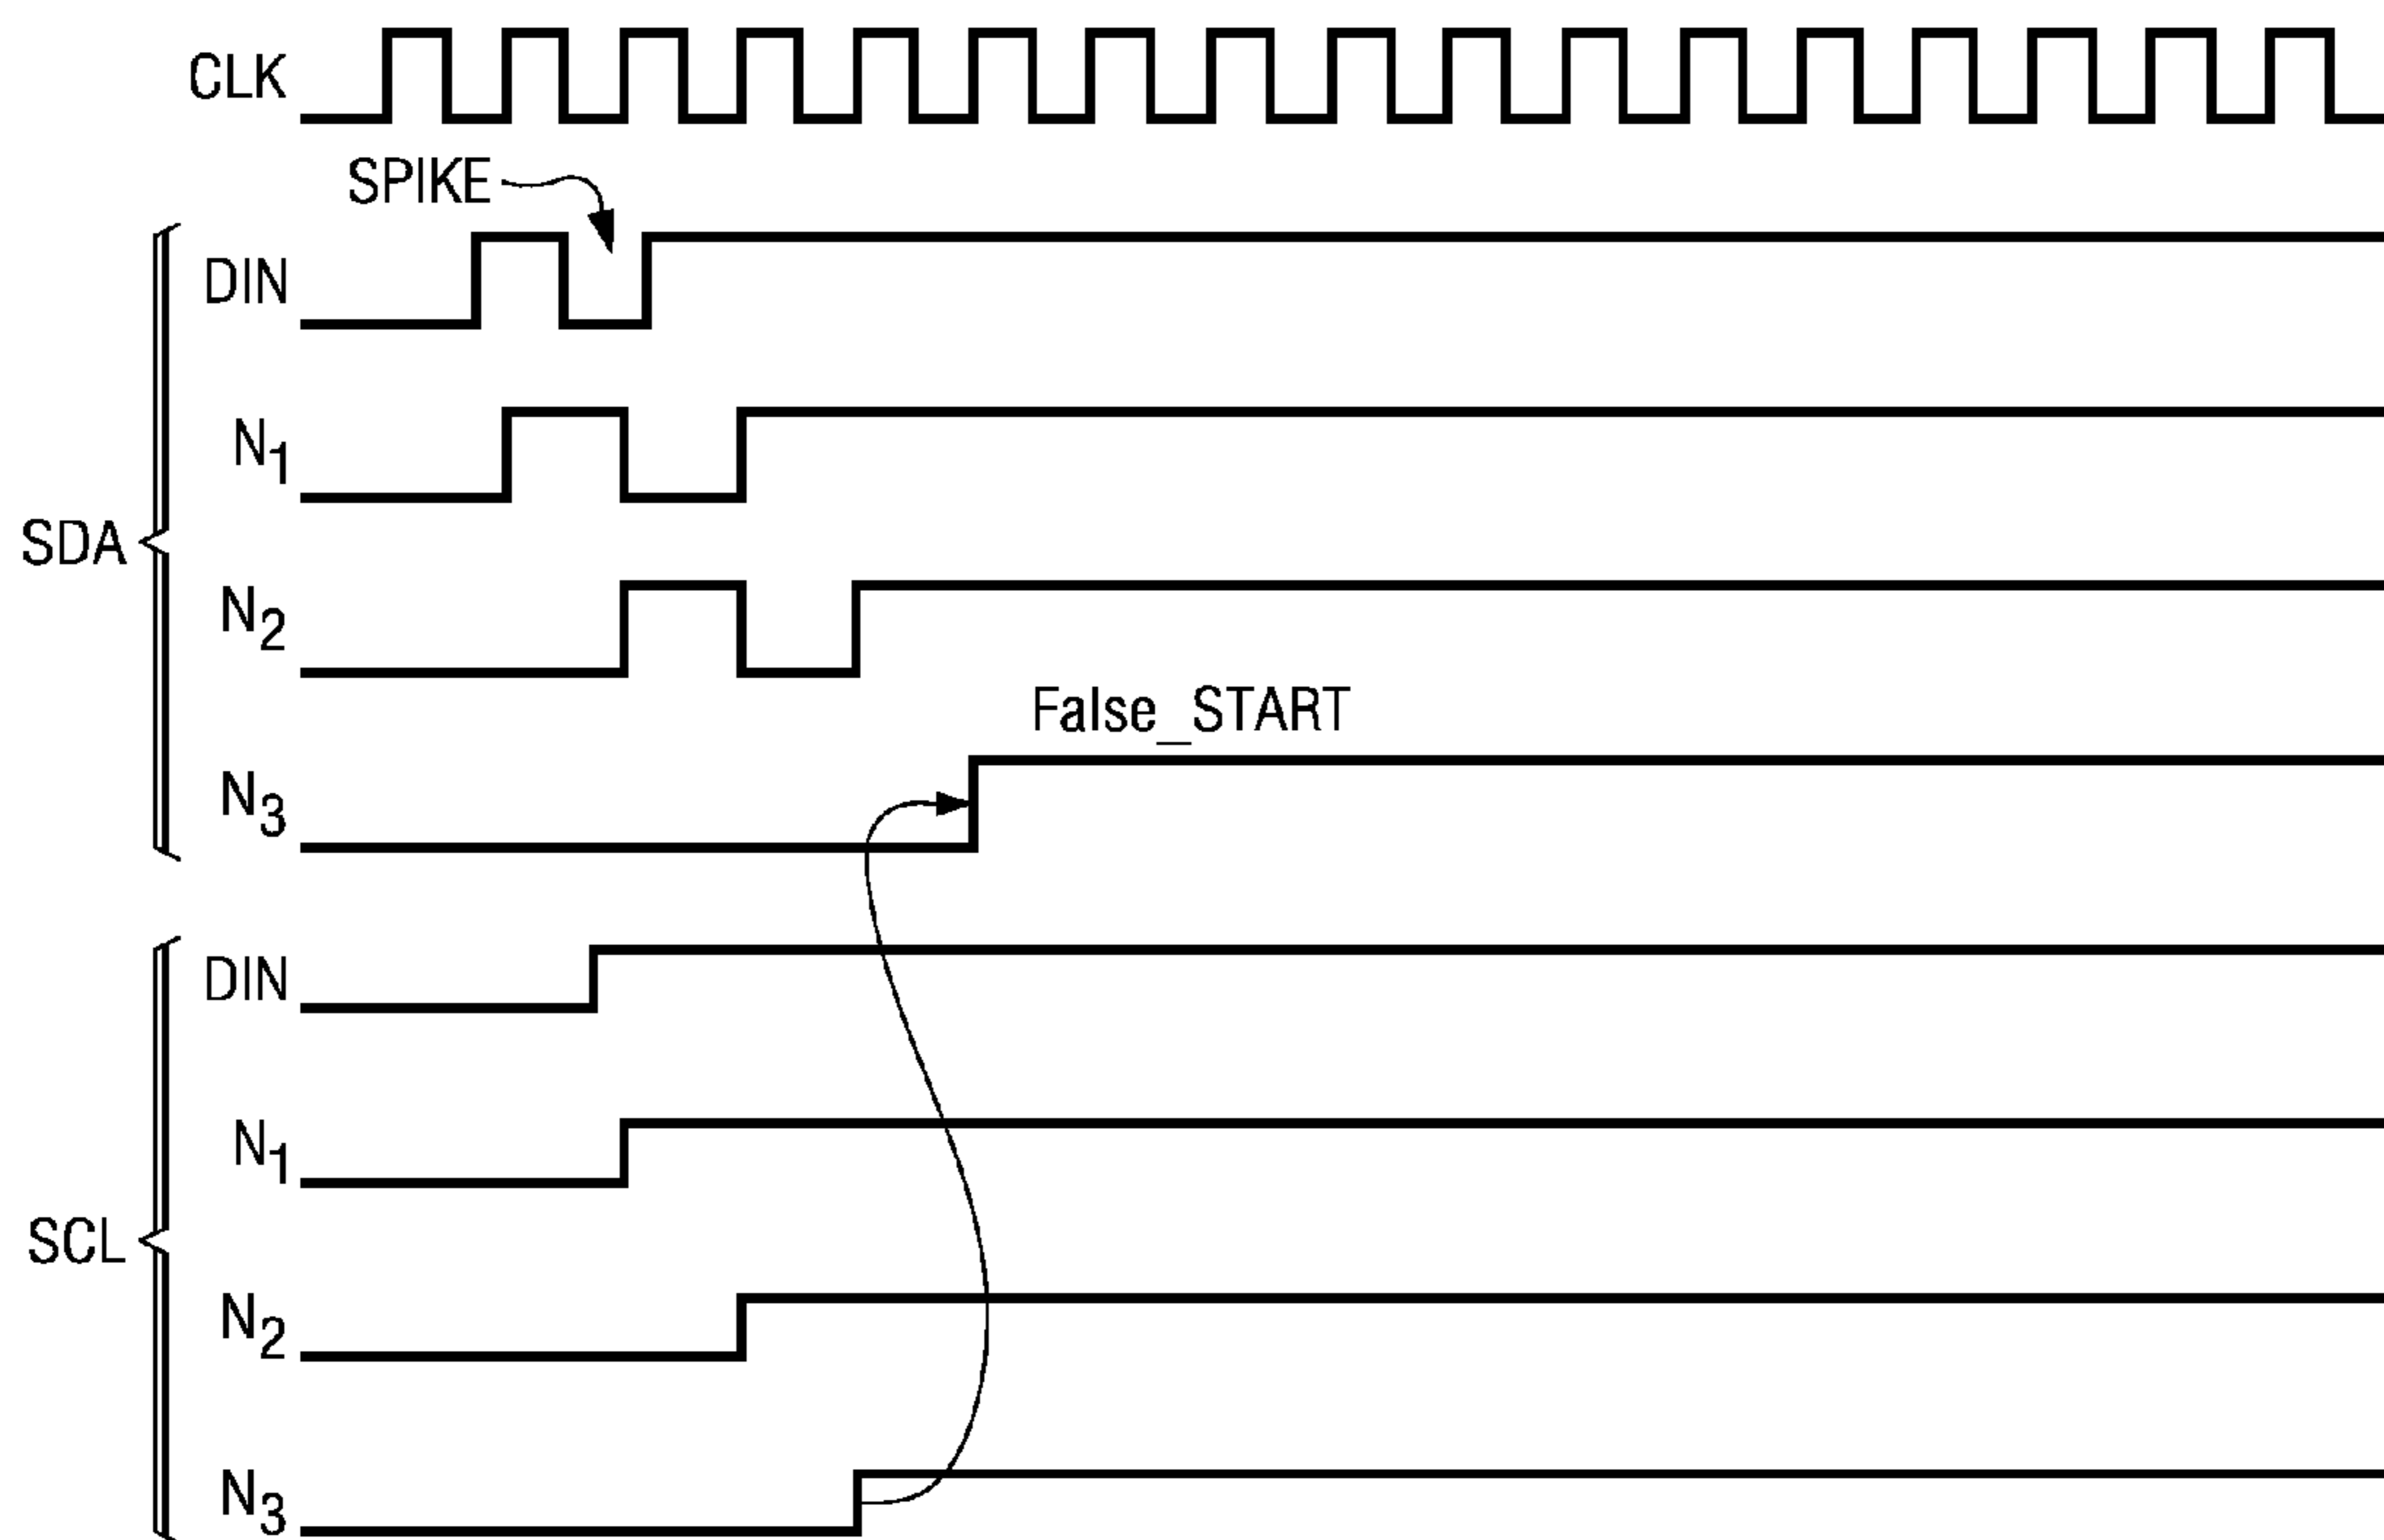 CLK
SPIKE
DIN
N1
SDA
N2
False_START
N3
DIN
N1
SCL
N2
N3